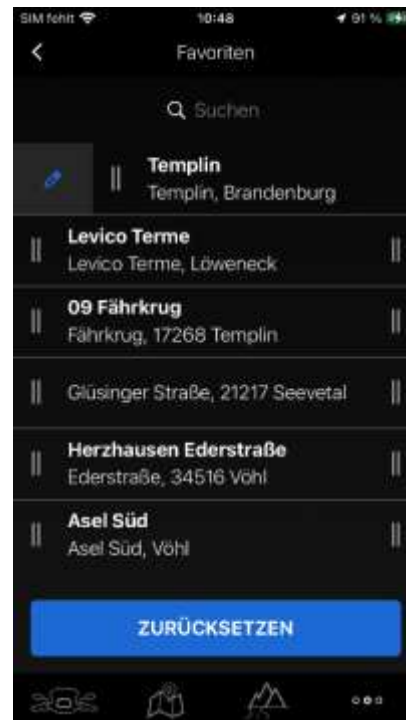 SIM fehlt 10:48 91 %
Favoriten
Suchen
Templin
Templin, Brandenburg
Levico Terme
Levico Terme, Löweneck
09 Fährkrug
Fährkrug, 17268 Templin
Glüsinger Straße, 21217 Seevetal
Herzhausen Ederstraße
Ederstraße, 34516 Vöhl
Asel Süd
Asel Süd, Vöhl
ZURÜCKSETZEN